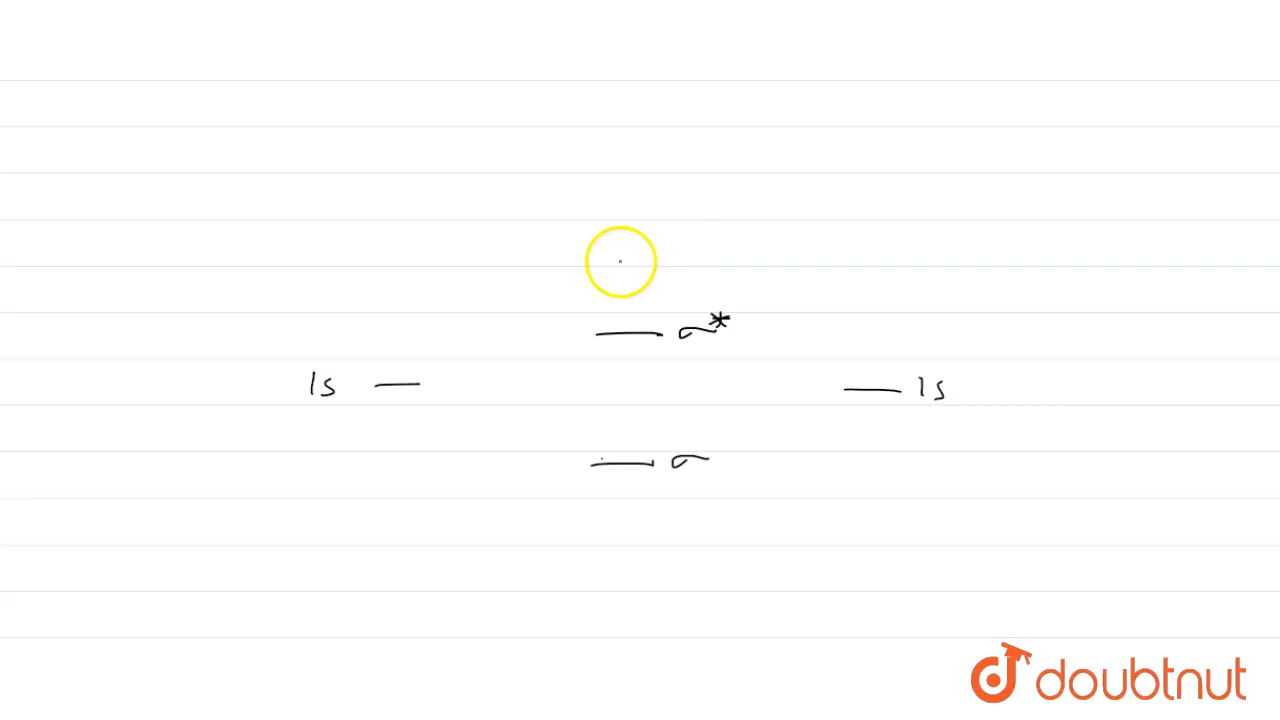 σ*
1s 1s
σ
doubtnut